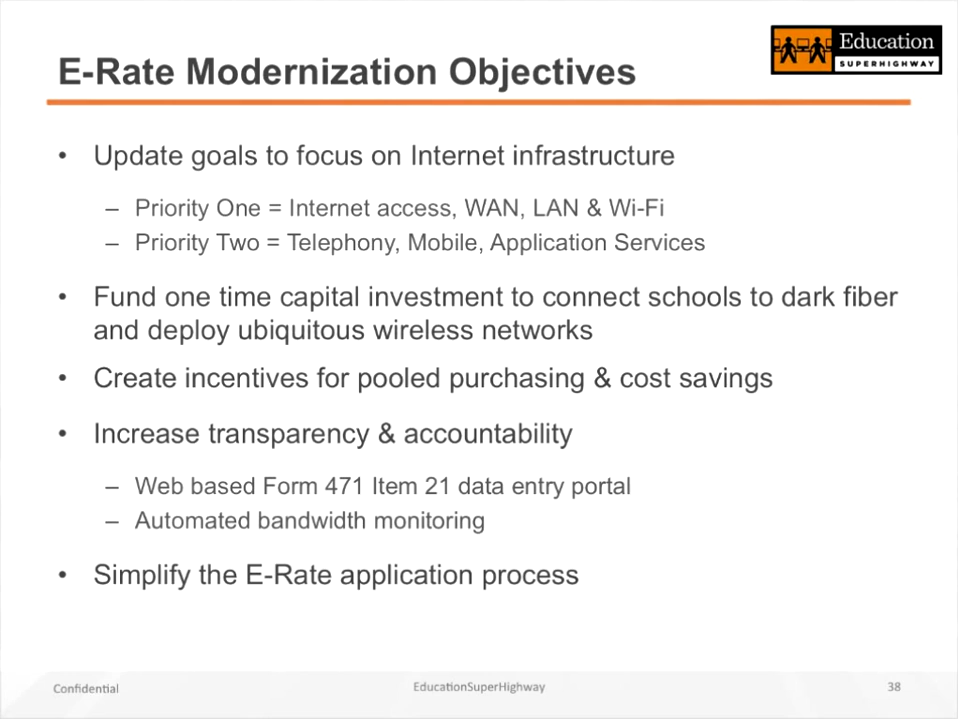 E-Rate Modernization Objectives
Education
SUPERHIGHWAY
• Update goals to focus on Internet infrastructure
– Priority One = Internet access, WAN, LAN & Wi-Fi
– Priority Two = Telephony, Mobile, Application Services
• Fund one time capital investment to connect schools to dark fiber
and deploy ubiquitous wireless networks
• Create incentives for pooled purchasing & cost savings
• Increase transparency & accountability
– Web based Form 471 Item 21 data entry portal
– Automated bandwidth monitoring
• Simplify the E-Rate application process
Confidential
EducationSuperHighway
38